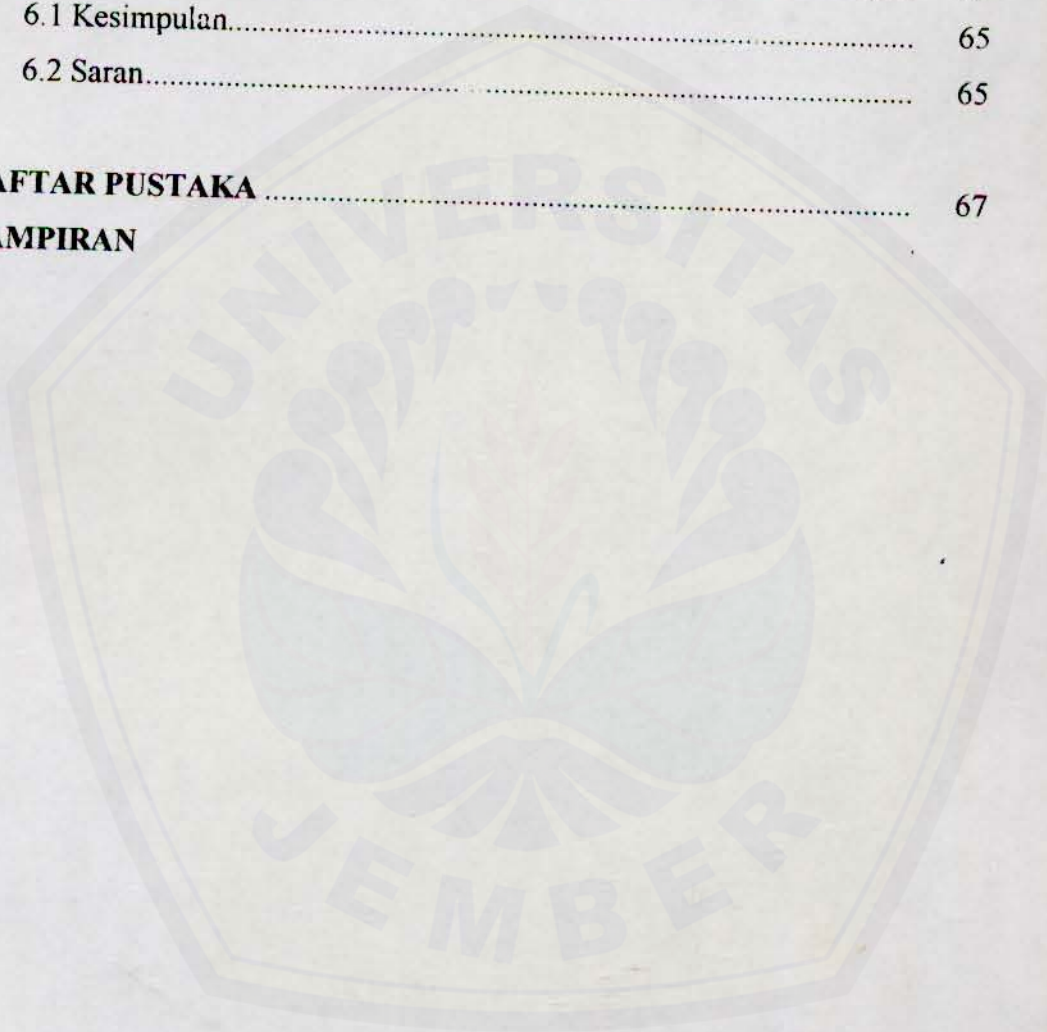 6.1 Kesimpulan........................................................................ 65
6.2 Saran................................................................................ 65
AFTAR PUSTAKA .................................................................. 67
AMPIRAN
UNIVERSITAS
JEMBER